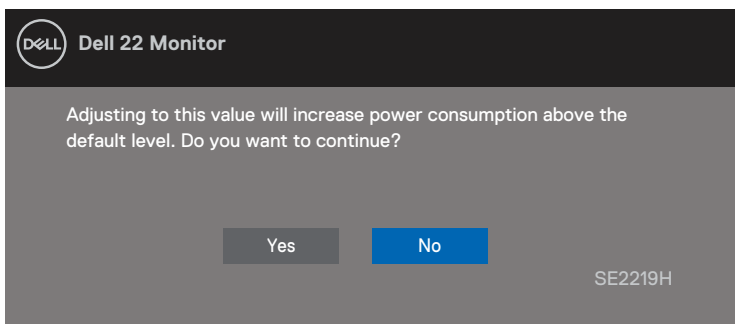 DELL
Dell 22 Monitor
Adjusting to this value will increase power consumption above the
default level. Do you want to continue?
Yes
No
SE2219H